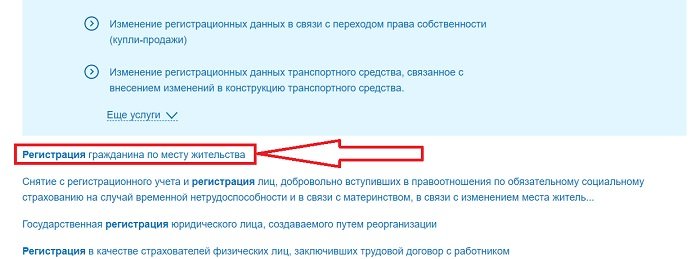 Изменение регистрационных данных в связи с переходом права собственности
(купли-продажи)
Изменение регистрационных данных транспортного средства, связанное с
внесением изменений в конструкцию транспортного средства.
Еще услуги
Регистрация гражданина по месту жительства
Снятие с регистрационного учета и регистрация лиц, добровольно вступивших в правоотношения по обязательному социальному
страхованию на случай временной нетрудоспособности и в связи с материнством, в связи с изменением места житель...
Государственная регистрация юридического лица, создаваемого путем реорганизации
Регистрация в качестве страхователей физических лиц, заключивших трудовой договор с работником